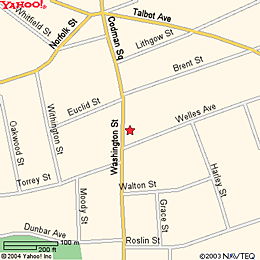 YAHOO!
Whitfield St
Norfolk St
Codman Sq
Talbot Ave
Lithgow St
Brent St
Euclid St
Welles Ave
Oakwood St
Withington St
Washington St
Torrey St
Moody St
Walton St
Grace St
Harley St
Dunbar Ave
Roslin St
100 m
200 ft
©2004 Yahoo! Inc
©2003 NAVTEQ